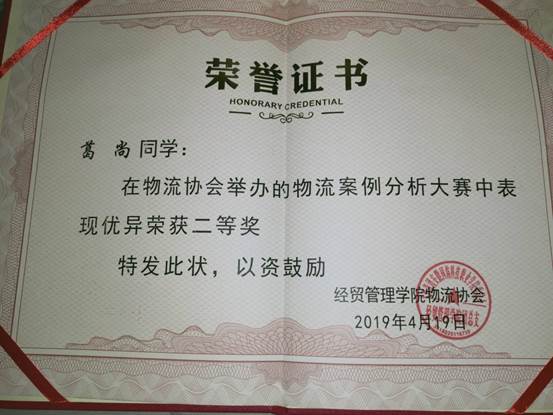 荣誉证书
HONORARY CREDENTIAL
葛 尚 同学：
在物流协会举办的物流案例分析大赛中表
现优异荣获二等奖
特发此状，以资鼓励
经贸管理学院物流协会
2019年4月19日